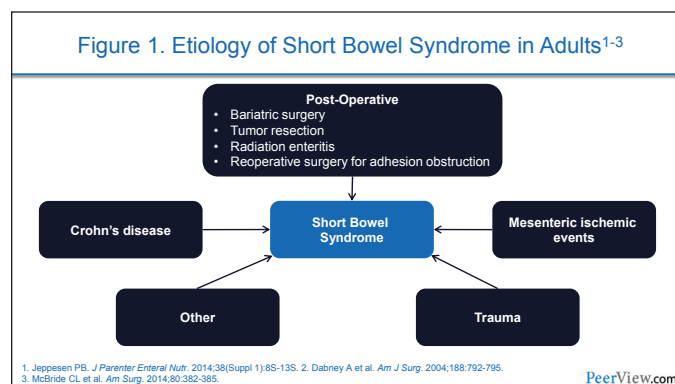 Figure 1. Etiology of Short Bowel Syndrome in Adults1-3
Post-Operative
• Bariatric surgery
• Tumor resection
• Radiation enteritis
• Reoperative surgery for adhesion obstruction
Crohn's disease
Short Bowel
Syndrome
Mesenteric ischemic
events
Other
Trauma
1. Jeppesen PB. J Parenter Enteral Nutr. 2014;38(Suppl 1):8S-13S. 2. Dabney A et al. Am J Surg. 2004;188:792-795.
3. McBride CL et al. Am Surg. 2014;80:382-385.
PeerView.com